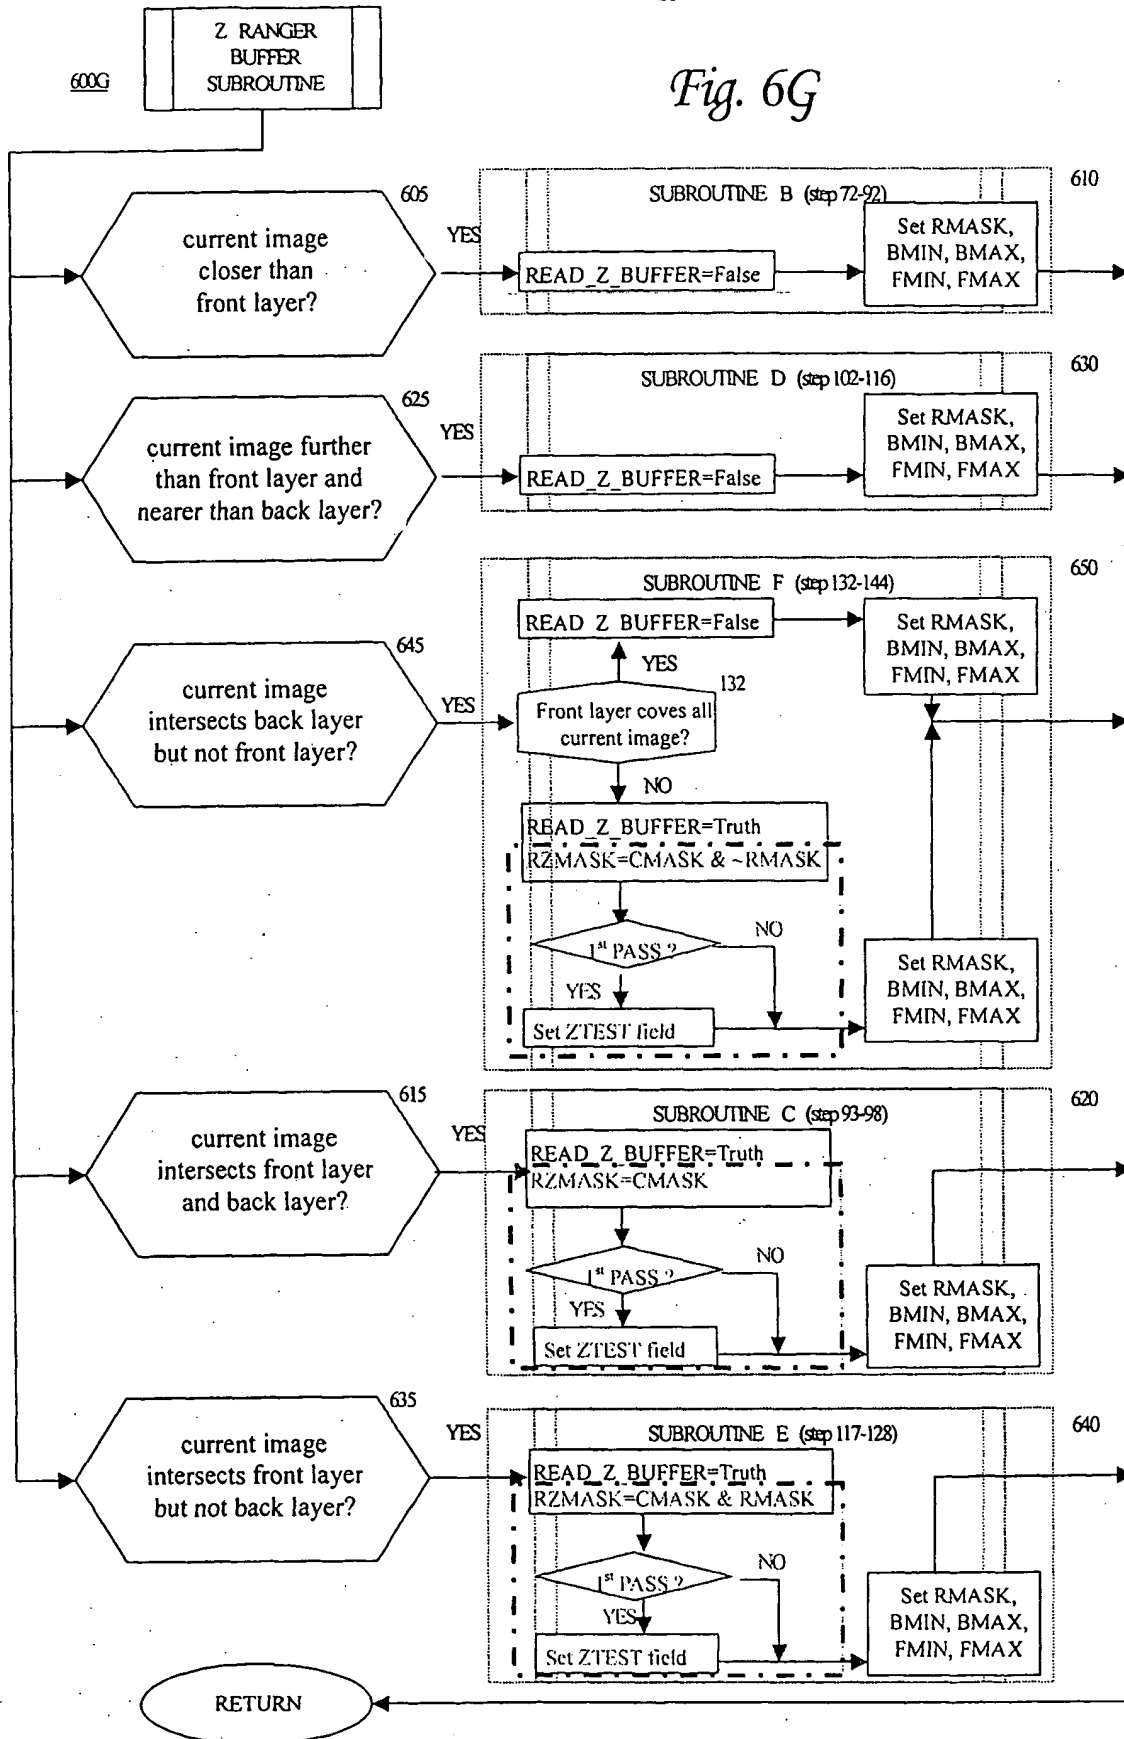 Z RANGER
BUFFER
SUBROUTINE
600G
Fig. 6G
605
current image
closer than
front layer?
YES
SUBROUTINE B (step 72-92)
610
READ_Z_BUFFER=False
Set RMASK,
BMIN, BMAX,
FMIN, FMAX
625
current image further
than front layer and
nearer than back layer?
YES
SUBROUTINE D (step 102-116)
630
READ_Z_BUFFER=False
Set RMASK,
BMIN, BMAX,
FMIN, FMAX
645
current image
intersects back layer
but not front layer?
YES
SUBROUTINE F (step 132-144)
650
READ_Z_BUFFER=False
Set RMASK,
BMIN, BMAX,
FMIN, FMAX
YES
132
Front layer coves all
current image?
NO
READ_Z_BUFFER=Truth
RZMASK=CMASK & ~RMASK
1st PASS ?
NO
YES
Set ZTEST field
Set RMASK,
BMIN, BMAX,
FMIN, FMAX
615
current image
intersects front layer
and back layer?
YES
SUBROUTINE C (step 93-98)
620
READ_Z_BUFFER=Truth
RZMASK=CMASK
1st PASS ?
NO
YES
Set ZTEST field
Set RMASK,
BMIN, BMAX,
FMIN, FMAX
635
current image
intersects front layer
but not back layer?
YES
SUBROUTINE E (step 117-128)
640
READ_Z_BUFFER=Truth
RZMASK=CMASK & RMASK
1st PASS ?
NO
YES
Set ZTEST field
Set RMASK,
BMIN, BMAX,
FMIN, FMAX
RETURN